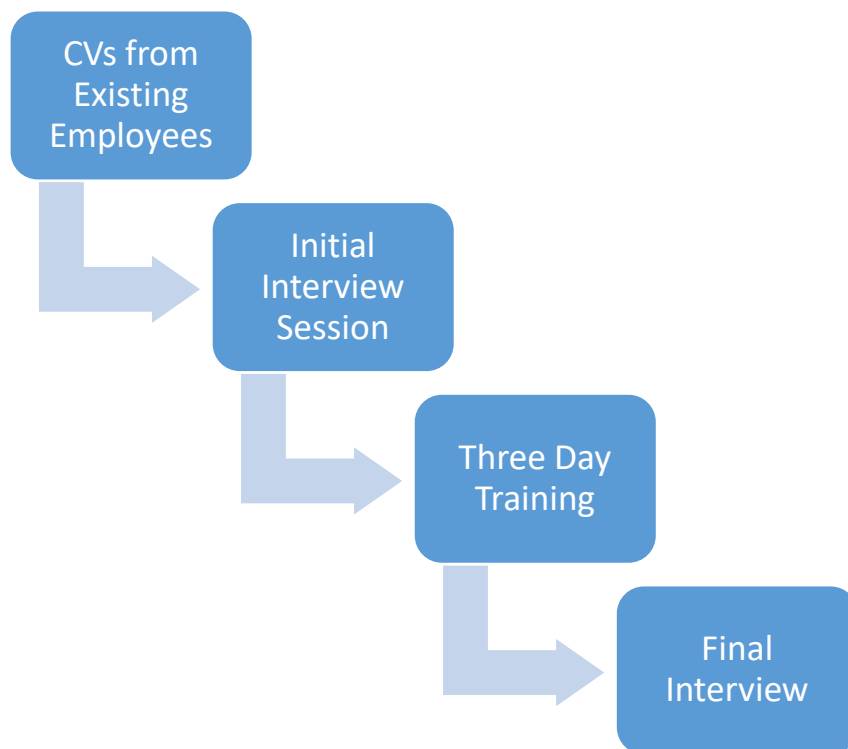 CVs from
Existing
Employees
Initial
Interview
Session
Three Day
Training
Final
Interview